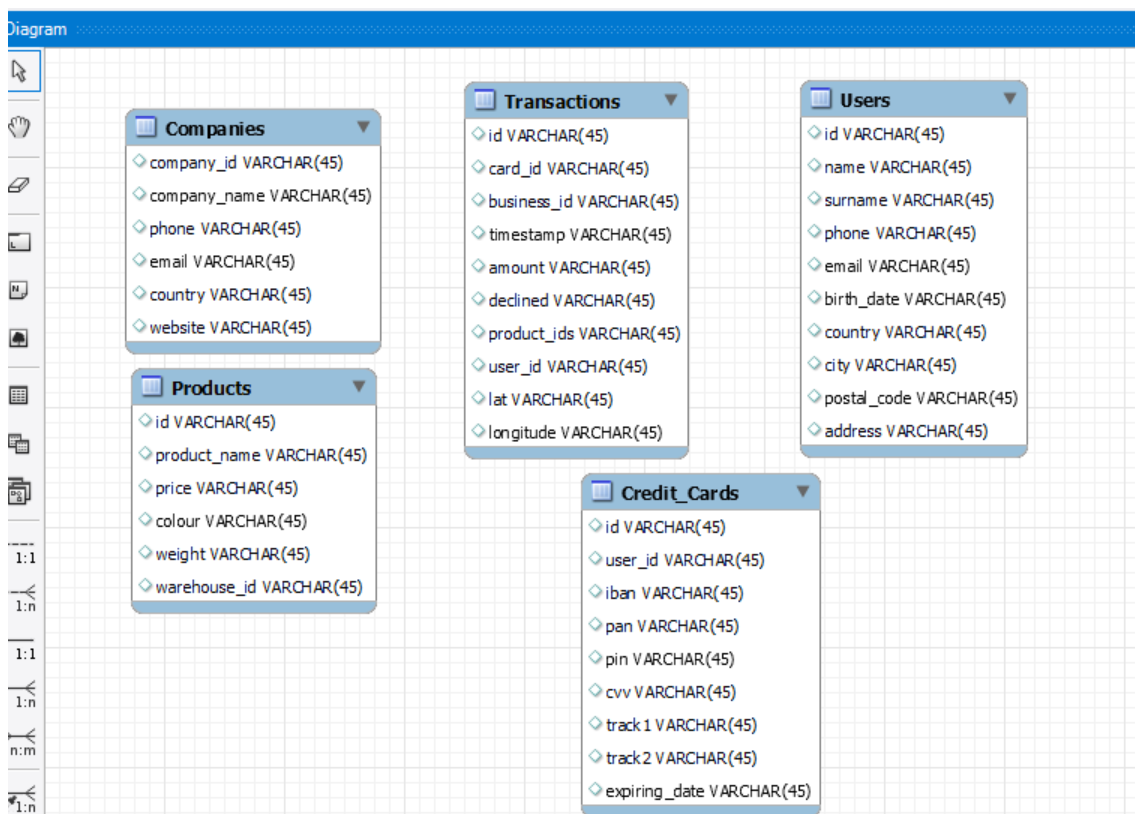 Diagram
Companies
company_id VARCHAR(45)
company_name VARCHAR(45)
phone VARCHAR(45)
email VARCHAR(45)
country VARCHAR(45)
website VARCHAR(45)
Products
id VARCHAR(45)
product_name VARCHAR(45)
price VARCHAR(45)
colour VARCHAR(45)
weight VARCHAR(45)
warehouse_id VARCHAR(45)
Transactions
id VARCHAR(45)
card_id VARCHAR(45)
business_id VARCHAR(45)
timestamp VARCHAR(45)
amount VARCHAR(45)
declined VARCHAR(45)
product_ids VARCHAR(45)
user_id VARCHAR(45)
lat VARCHAR(45)
longitude VARCHAR(45)
Users
id VARCHAR(45)
name VARCHAR(45)
surname VARCHAR(45)
phone VARCHAR(45)
email VARCHAR(45)
birth_date VARCHAR(45)
country VARCHAR(45)
city VARCHAR(45)
postal_code VARCHAR(45)
address VARCHAR(45)
Credit_Cards
id VARCHAR(45)
user_id VARCHAR(45)
iban VARCHAR(45)
pan VARCHAR(45)
pin VARCHAR(45)
cvv VARCHAR(45)
track1 VARCHAR(45)
track2 VARCHAR(45)
expiring_date VARCHAR(45)
N
1:1
1:n
1:1
1:n
n:m
1:n